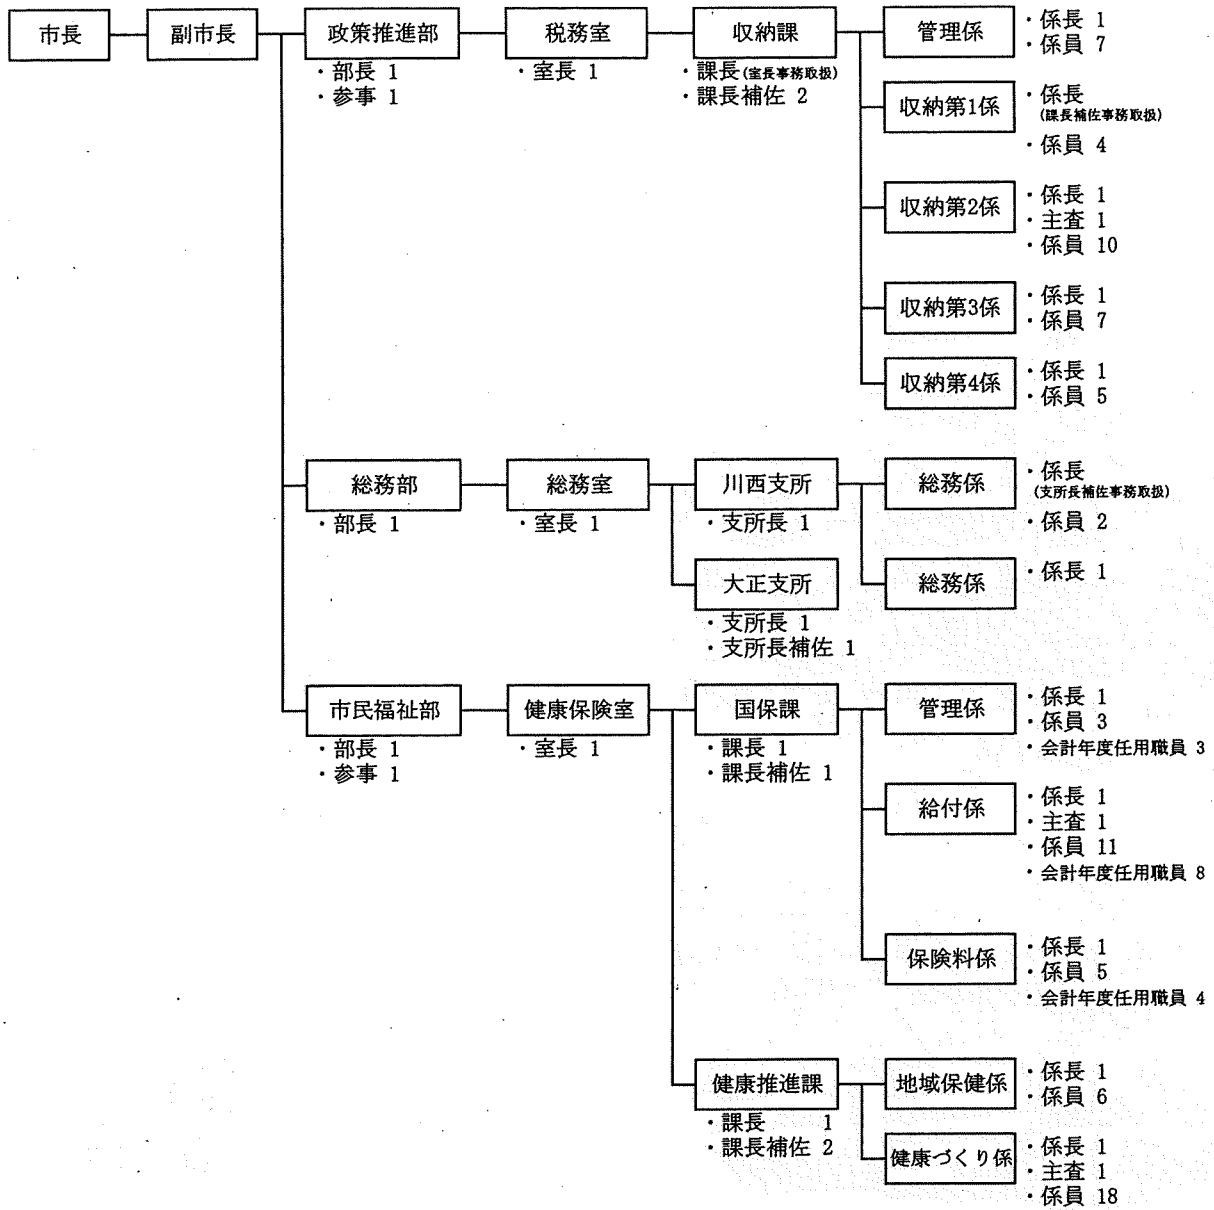 市長
副市長
政策推進部
・部長 1
・参事 1
税務室
・室長 1
収納課
・課長(室長事務取扱)
・課長補佐 2
管理係
・係長 1
・係員 7
収納第1係
・係長
(課長補佐事務取扱)
・係員 4
収納第2係
・係長 1
・主査 1
・係員 10
収納第3係
・係長 1
・係員 7
収納第4係
・係長 1
・係員 5
総務部
・部長 1
総務室
・室長 1
川西支所
・支所長 1
総務係
・係長
(支所長補佐事務取扱)
・係員 2
大正支所
・支所長 1
・支所長補佐 1
総務係
・係長 1
市民福祉部
・部長 1
・参事 1
健康保険室
・室長 1
国保課
・課長 1
・課長補佐 1
管理係
・係長 1
・係員 3
・会計年度任用職員 3
給付係
・係長 1
・主査 1
・係員 11
・会計年度任用職員 8
保険料係
・係長 1
・係員 5
・会計年度任用職員 4
健康推進課
・課長 1
・課長補佐 2
地域保健係
・係長 1
・係員 6
健康づくり係
・係長 1
・主査 1
・係員 18